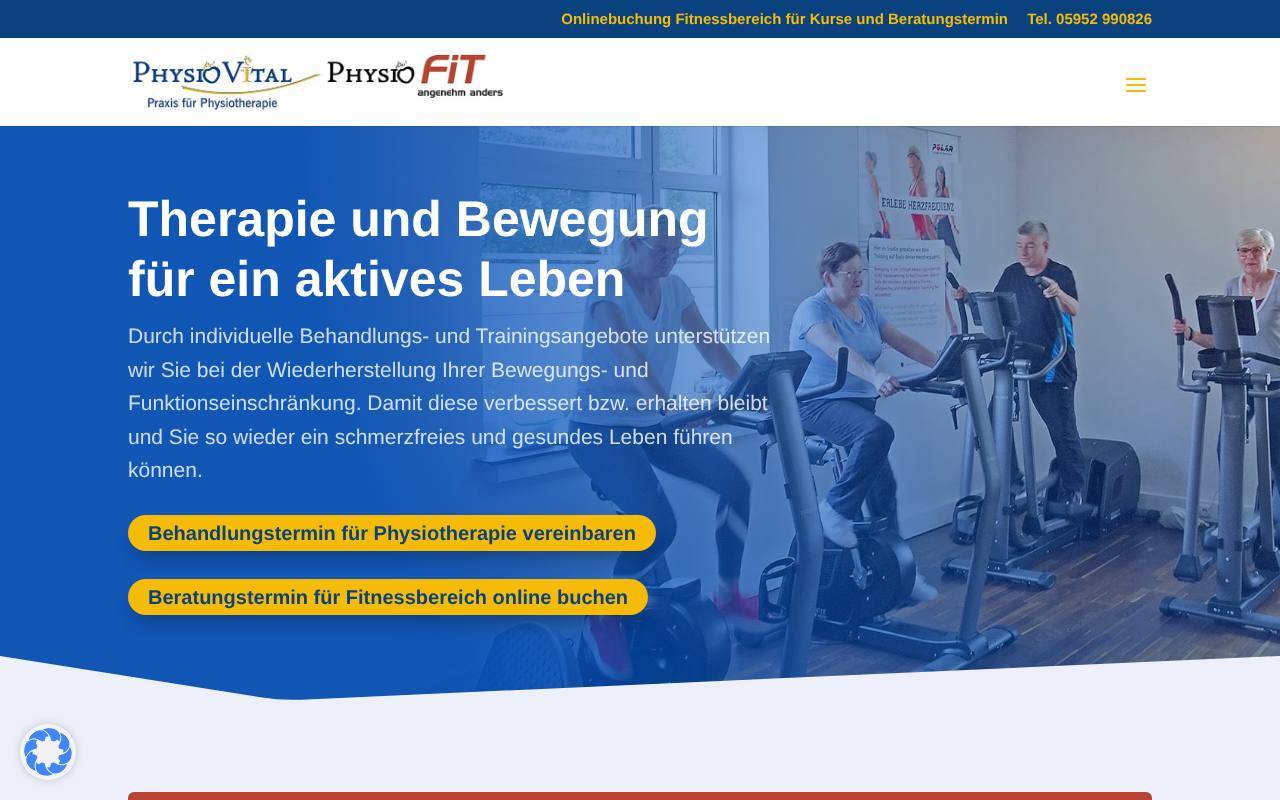 Onlinebuchung Fitnessbereich für Kurse und Beratungstermin Tel. 05952 990826
PhysioVital
Praxis für Physiotherapie
Physio FiT
angenehm anders
POLAR
ERLEBE HERZFREQUENZ
Therapie und Bewegung
für ein aktives Leben
Durch individuelle Behandlungs- und Trainingsangebote unterstützen
wir Sie bei der Wiederherstellung Ihrer Bewegungs- und
Funktionseinschränkung. Damit diese verbessert bzw. erhalten bleibt
und Sie so wieder ein schmerzfreies und gesundes Leben führen
können.
Behandlungstermin für Physiotherapie vereinbaren
Beratungstermin für Fitnessbereich online buchen